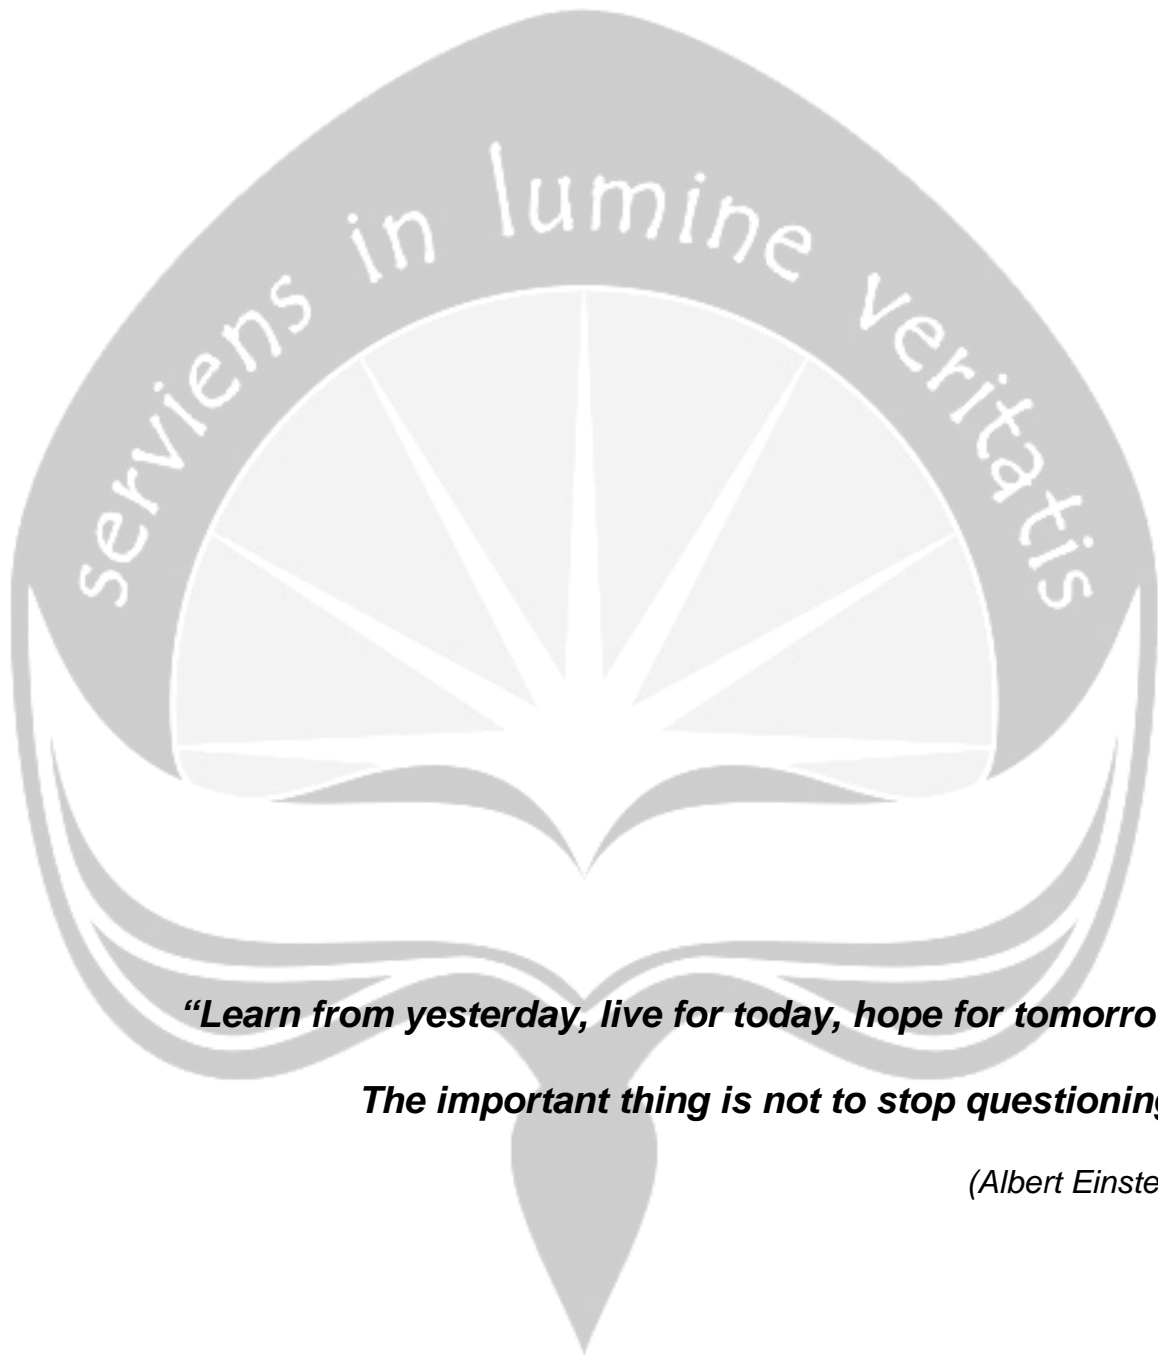 serviens in lumine veritatis
“Learn from yesterday, live for today, hope for tomorro
The important thing is not to stop questioning
(Albert Einste